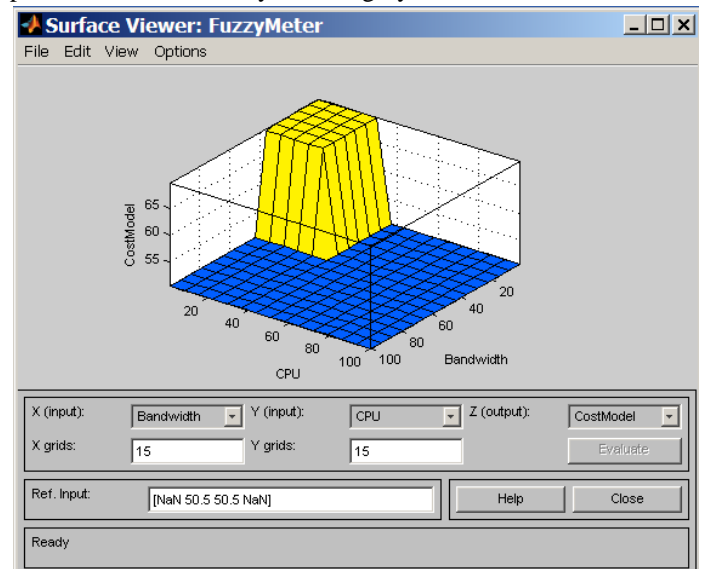 Surface Viewer: FuzzyMeter
File Edit View Options
65
60
55
CostModel
20
40
60
80
100
CPU
100
80
60
40
20
Bandwidth
X (input): Bandwidth Y (input): CPU Z (output): CostModel
X grids: 15 Y grids: 15 Evaluate
Ref. Input: [NaN 50.5 50.5 NaN] Help Close
Ready